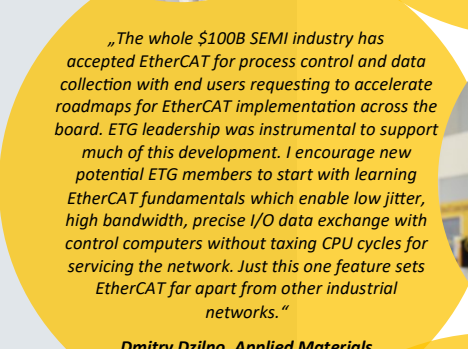 „The whole $100B SEMI industry has
accepted EtherCAT for process control and data
collection with end users requesting to accelerate
roadmaps for EtherCAT implementation across the
board. ETG leadership was instrumental to support
much of this development. I encourage new
potential ETG members to start with learning
EtherCAT fundamentals which enable low jitter,
high bandwidth, precise I/O data exchange with
control computers without taxing CPU cycles for
servicing the network. Just this one feature sets
EtherCAT far apart from other industrial
networks.“
Dmitry Dzilno, Applied Materials